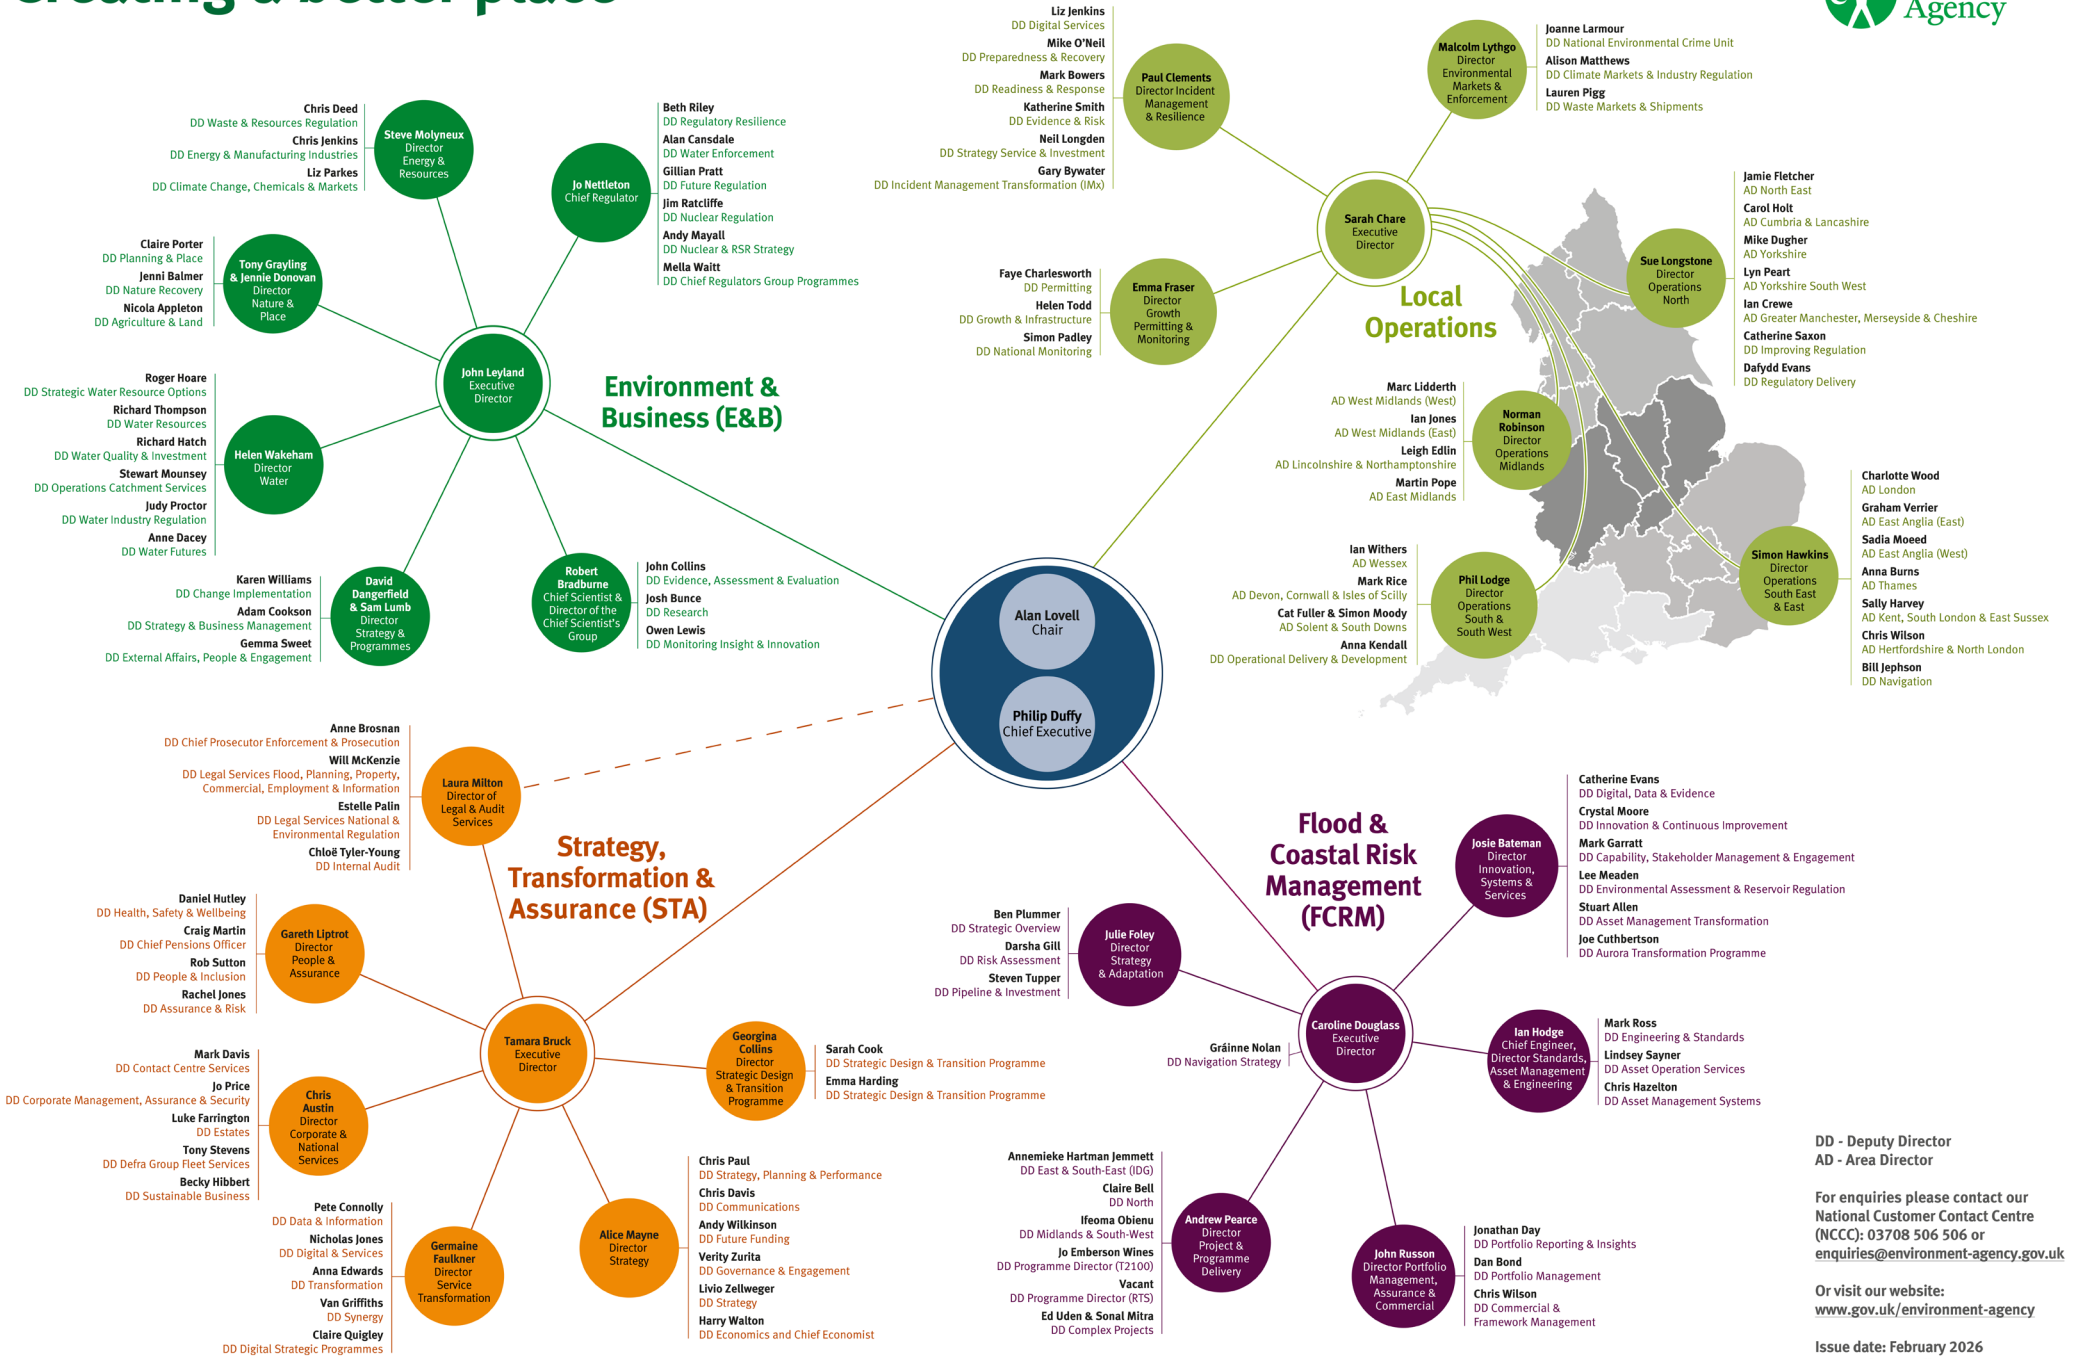 Creating a better place
Agency
Chris Deed
DD Waste & Resources Regulation
Chris Jenkins
DD Energy & Manufacturing Industries
Liz Parkes
DD Climate Change, Chemicals & Markets
Steve Molyneux
Director
Energy &
Resources
Jo Nettleton
Chief Regulator
Beth Riley
DD Regulatory Resilience
Alan Cansdale
DD Water Enforcement
Gillian Pratt
DD Future Regulation
Jim Ratcliffe
DD Nuclear Regulation
Andy Mayall
DD Nuclear & RSR Strategy
Mella Waitt
DD Chief Regulators Group Programmes
Claire Porter
DD Planning & Place
Jenni Balmer
DD Nature Recovery
Nicola Appleton
DD Agriculture & Land
Tony Grayling
& Jennie Donovan
Director
Nature &
Place
John Leyland
Executive
Director
Environment &
Business (E&B)
Roger Hoare
DD Strategic Water Resource Options
Richard Thompson
DD Water Resources
Richard Hatch
DD Water Quality & Investment
Stewart Mounsey
DD Operations Catchment Services
Judy Proctor
DD Water Industry Regulation
Anne Dacey
DD Water Futures
Helen Wakeham
Director
Water
Karen Williams
DD Change Implementation
Adam Cookson
DD Strategy & Business Management
Gemma Sweet
DD External Affairs, People & Engagement
David
Dangerfield
& Sam Lumb
Director
Strategy &
Programmes
Robert
Bradburne
Chief Scientist &
Director of the
Chief Scientist's
Group
John Collins
DD Evidence, Assessment & Evaluation
Josh Bunce
DD Research
Owen Lewis
DD Monitoring Insight & Innovation
Liz Jenkins
DD Digital Services
Mike O'Neil
DD Preparedness & Recovery
Mark Bowers
DD Readiness & Response
Katherine Smith
DD Evidence & Risk
Neil Longden
DD Strategy Service & Investment
Gary Bywater
DD Incident Management Transformation (IMx)
Paul Clements
Director Incident
Management
& Resilience
Malcolm Lythgo
Director
Environmental
Markets &
Enforcement
Joanne Larmour
DD National Environmental Crime Unit
Alison Matthews
DD Climate Markets & Industry Regulation
Lauren Pigg
DD Waste Markets & Shipments
Sarah Chare
Executive
Director
Faye Charlesworth
DD Permitting
Helen Todd
DD Growth & Infrastructure
Simon Padley
DD National Monitoring
Emma Fraser
Director
Growth
Permitting &
Monitoring
Local
Operations
Sue Longstone
Director
Operations
North
Jamie Fletcher
AD North East
Carol Holt
AD Cumbria & Lancashire
Mike Dugher
AD Yorkshire
Lyn Peart
AD Yorkshire South West
Ian Crewe
AD Greater Manchester, Merseyside & Cheshire
Catherine Saxon
DD Improving Regulation
Dafydd Evans
DD Regulatory Delivery
Marc Lidderth
AD West Midlands (West)
Ian Jones
AD West Midlands (East)
Leigh Edlin
AD Lincolnshire & Northamptonshire
Martin Pope
AD East Midlands
Norman
Robinson
Director
Operations
Midlands
Ian Withers
AD Wessex
Mark Rice
AD Devon, Cornwall & Isles of Scilly
Cat Fuller & Simon Moody
AD Solent & South Downs
Anna Kendall
DD Operational Delivery & Development
Phil Lodge
Director
Operations
South &
South West
Simon Hawkins
Director
Operations
South East
& East
Charlotte Wood
AD London
Graham Verrier
AD East Anglia (East)
Sadia Moeed
AD East Anglia (West)
Anna Burns
AD Thames
Sally Harvey
AD Kent, South London & East Sussex
Chris Wilson
AD Hertfordshire & North London
Bill Jephson
DD Navigation
Alan Lovell
Chair
Philip Duffy
Chief Executive
Anne Brosnan
DD Chief Prosecutor Enforcement & Prosecution
Will McKenzie
DD Legal Services Flood, Planning, Property,
Commercial, Employment & Information
Estelle Palin
DD Legal Services National &
Environmental Regulation
Chloë Tyler-Young
DD Internal Audit
Laura Milton
Director of
Legal & Audit
Services
Strategy,
Transformation &
Assurance (STA)
Daniel Hutley
DD Health, Safety & Wellbeing
Craig Martin
DD Chief Pensions Officer
Rob Sutton
DD People & Inclusion
Rachel Jones
DD Assurance & Risk
Gareth Liptrot
Director
People &
Assurance
Tamara Bruck
Executive
Director
Georgina
Collins
Director
Strategic Design
& Transition
Programme
Sarah Cook
DD Strategic Design & Transition Programme
Emma Harding
DD Strategic Design & Transition Programme
Mark Davis
DD Contact Centre Services
Jo Price
DD Corporate Management, Assurance & Security
Luke Farrington
DD Estates
Tony Stevens
DD Defra Group Fleet Services
Becky Hibbert
DD Sustainable Business
Chris
Austin
Director
Corporate &
National
Services
Pete Connolly
DD Data & Information
Nicholas Jones
DD Digital & Services
Anna Edwards
DD Transformation
Van Griffiths
DD Synergy
Claire Quigley
DD Digital Strategic Programmes
Germaine
Faulkner
Director
Service
Transformation
Alice Mayne
Director
Strategy
Chris Paul
DD Strategy, Planning & Performance
Chris Davis
DD Communications
Andy Wilkinson
DD Future Funding
Verity Zurita
DD Governance & Engagement
Livio Zellweger
DD Strategy
Harry Walton
DD Economics and Chief Economist
Flood &
Coastal Risk
Management
(FCRM)
Josie Bateman
Director
Innovation,
Systems &
Services
Catherine Evans
DD Digital, Data & Evidence
Crystal Moore
DD Innovation & Continuous Improvement
Mark Garratt
DD Capability, Stakeholder Management & Engagement
Lee Meaden
DD Environmental Assessment & Reservoir Regulation
Stuart Allen
DD Asset Management Transformation
Joe Cuthbertson
DD Aurora Transformation Programme
Ben Plummer
DD Strategic Overview
Darsha Gill
DD Risk Assessment
Steven Tupper
DD Pipeline & Investment
Julie Foley
Director
Strategy
& Adaptation
Gráinne Nolan
DD Navigation Strategy
Caroline Douglass
Executive
Director
Ian Hodge
Chief Engineer,
Director Standards,
Asset Management
& Engineering
Mark Ross
DD Engineering & Standards
Lindsey Sayner
DD Asset Operation Services
Chris Hazelton
DD Asset Management Systems
Annemieke Hartman Jemmett
DD East & South-East (IDG)
Claire Bell
DD North
Ifeoma Obienu
DD Midlands & South-West
Jo Emberson Wines
DD Programme Director (T2100)
Vacant
DD Programme Director (RTS)
Ed Uden & Sonal Mitra
DD Complex Projects
Andrew Pearce
Director
Project &
Programme
Delivery
John Russon
Director Portfolio
Management,
Assurance &
Commercial
Jonathan Day
DD Portfolio Reporting & Insights
Dan Bond
DD Portfolio Management
Chris Wilson
DD Commercial &
Framework Management
DD - Deputy Director
AD - Area Director
For enquiries please contact our
National Customer Contact Centre
(NCCC): 03708 506 506 or
enquiries@environment-agency.gov.uk
Or visit our website:
www.gov.uk/environment-agency
Issue date: February 2026